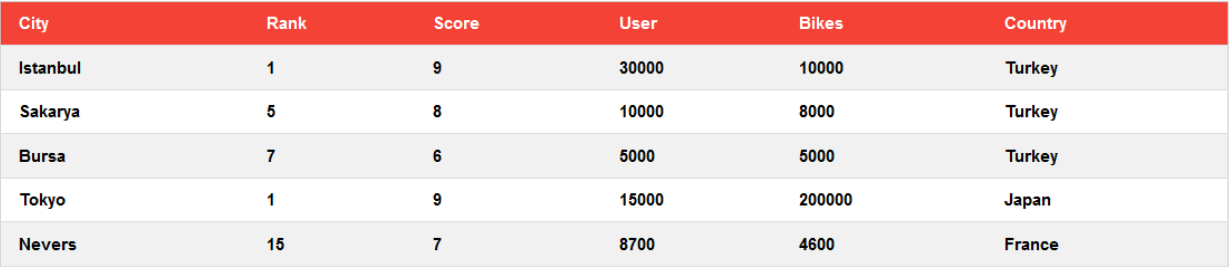 City Rank Score User Bikes Country
Istanbul 1 9 30000 10000 Turkey
Sakarya 5 8 10000 8000 Turkey
Bursa 7 6 5000 5000 Turkey
Tokyo 1 9 15000 200000 Japan
Nevers 15 7 8700 4600 France